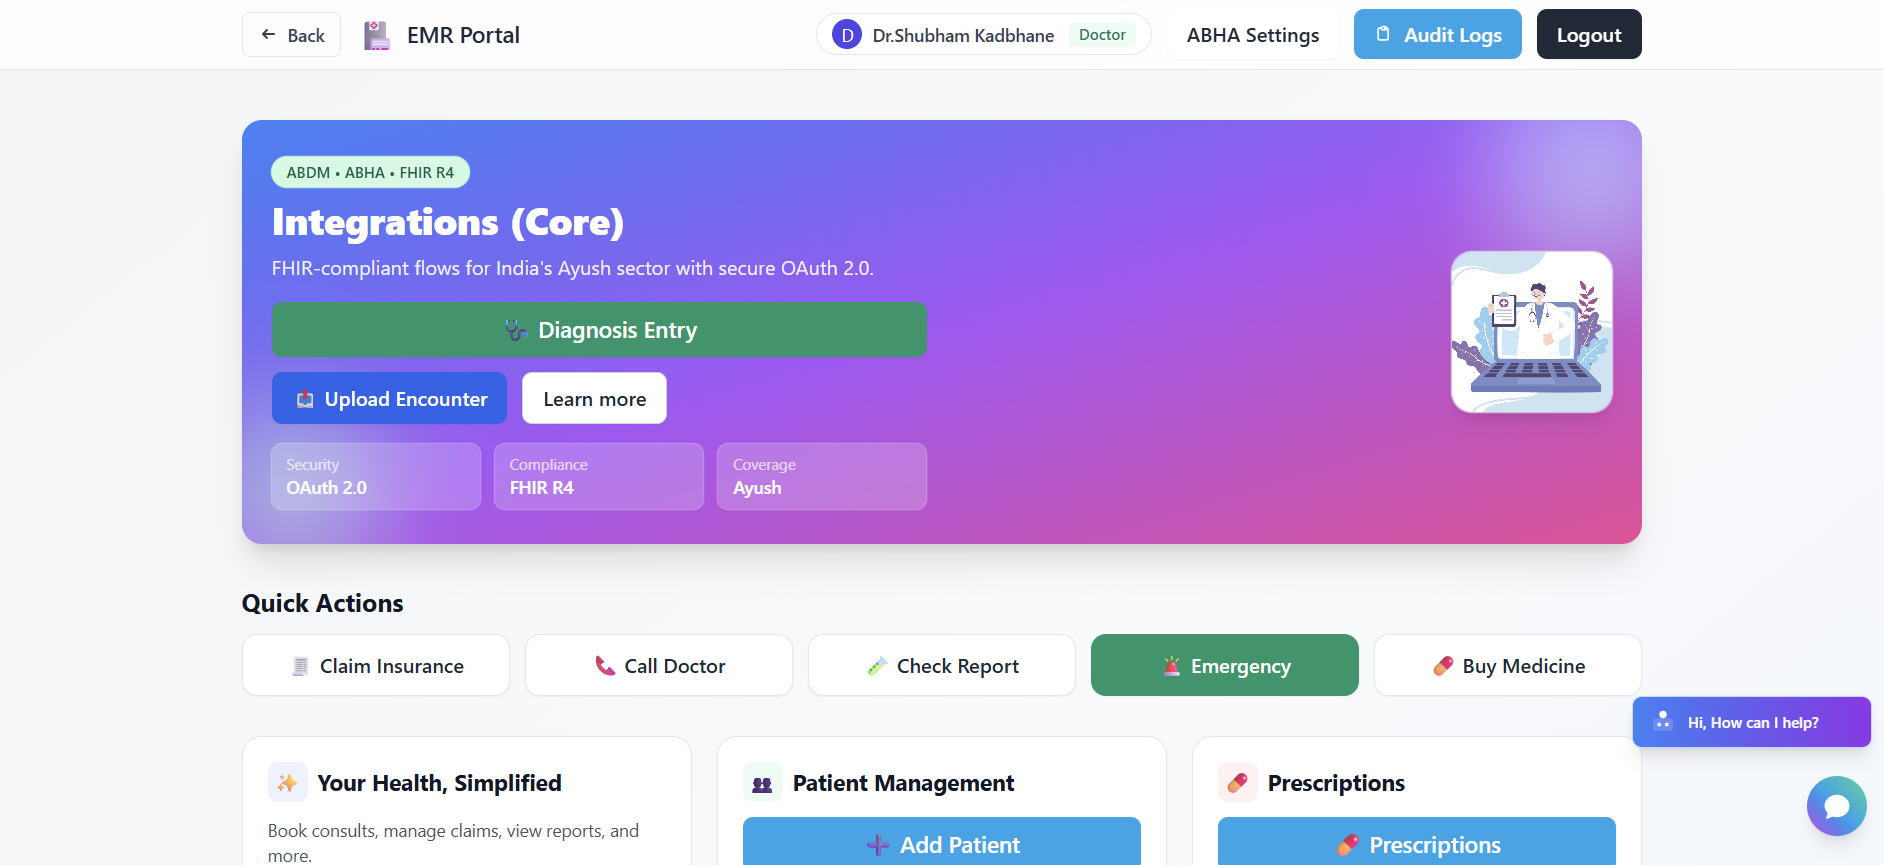 Back
EMR Portal
D
Dr.Shubham Kadbhane
Doctor
ABHA Settings
Audit Logs
Logout
ABDM • ABHA • FHIR R4
Integrations (Core)
FHIR-compliant flows for India's Ayush sector with secure OAuth 2.0.
Diagnosis Entry
Upload Encounter
Learn more
Security
OAuth 2.0
Compliance
FHIR R4
Coverage
Ayush
Quick Actions
Claim Insurance
Call Doctor
Check Report
Emergency
Buy Medicine
Hi, How can I help?
Your Health, Simplified
Book consults, manage claims, view reports, and
more.
Patient Management
Add Patient
Prescriptions
Prescriptions